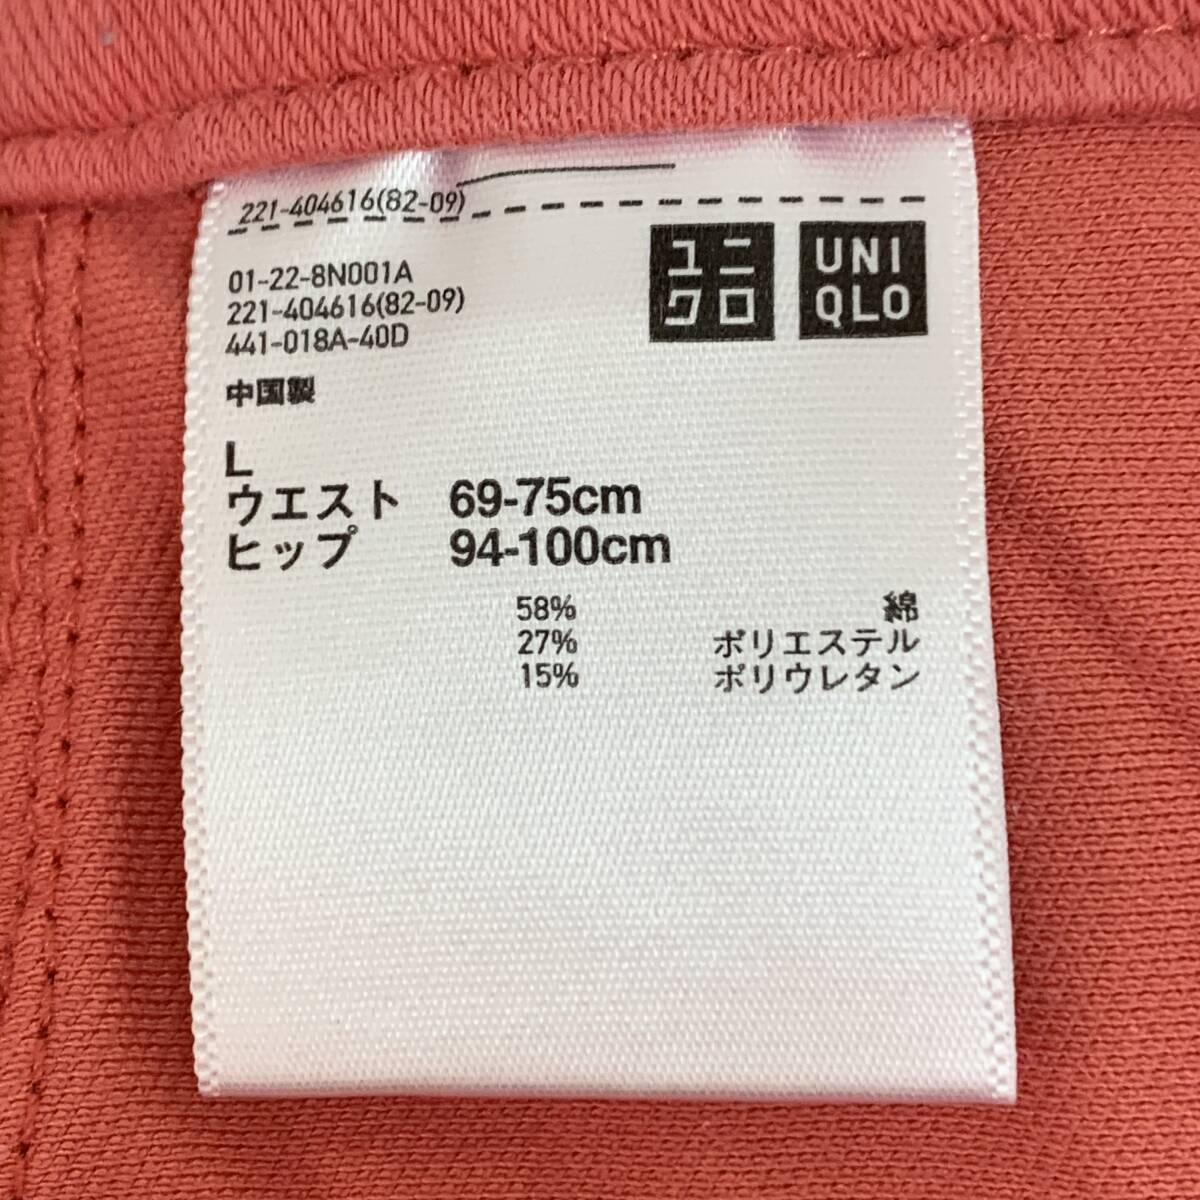 221-404616(82-09)
ユニ
クロ
UNI
QLO
01-22-8N001A
221-404616(82-09)
441-018A-40D
中国製
L
ウエスト 69-75cm
ヒップ 94-100cm
58% 綿
27% ポリエステル
15% ポリウレタン